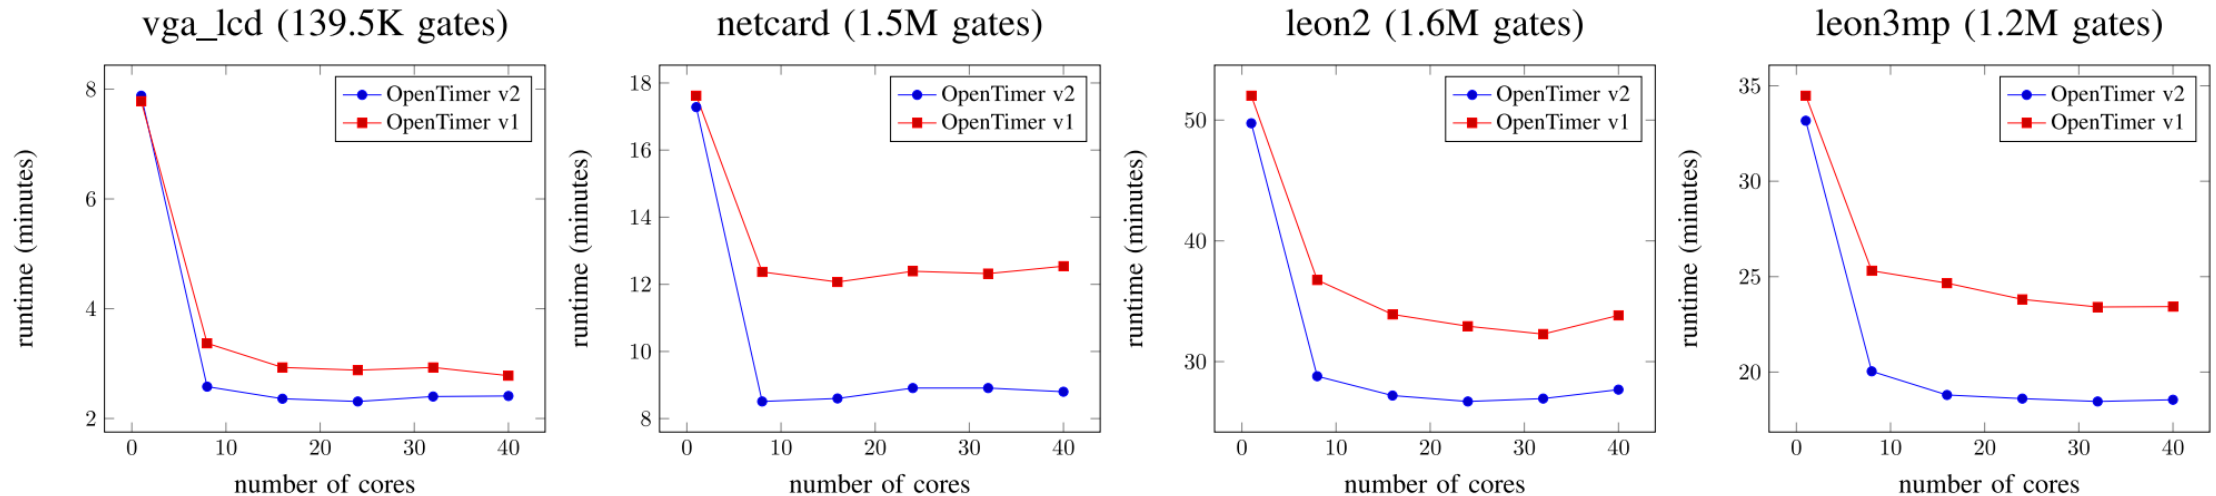 vga_lcd (139.5K gates)
8
6
4
2
0 10 20 30 40
runtime (minutes)
number of cores
OpenTimer v2
OpenTimer v1
netcard (1.5M gates)
18
16
14
12
10
8
0 10 20 30 40
runtime (minutes)
number of cores
OpenTimer v2
OpenTimer v1
leon2 (1.6M gates)
50
40
30
0 10 20 30 40
runtime (minutes)
number of cores
OpenTimer v2
OpenTimer v1
leon3mp (1.2M gates)
35
30
25
20
0 10 20 30 40
runtime (minutes)
number of cores
OpenTimer v2
OpenTimer v1